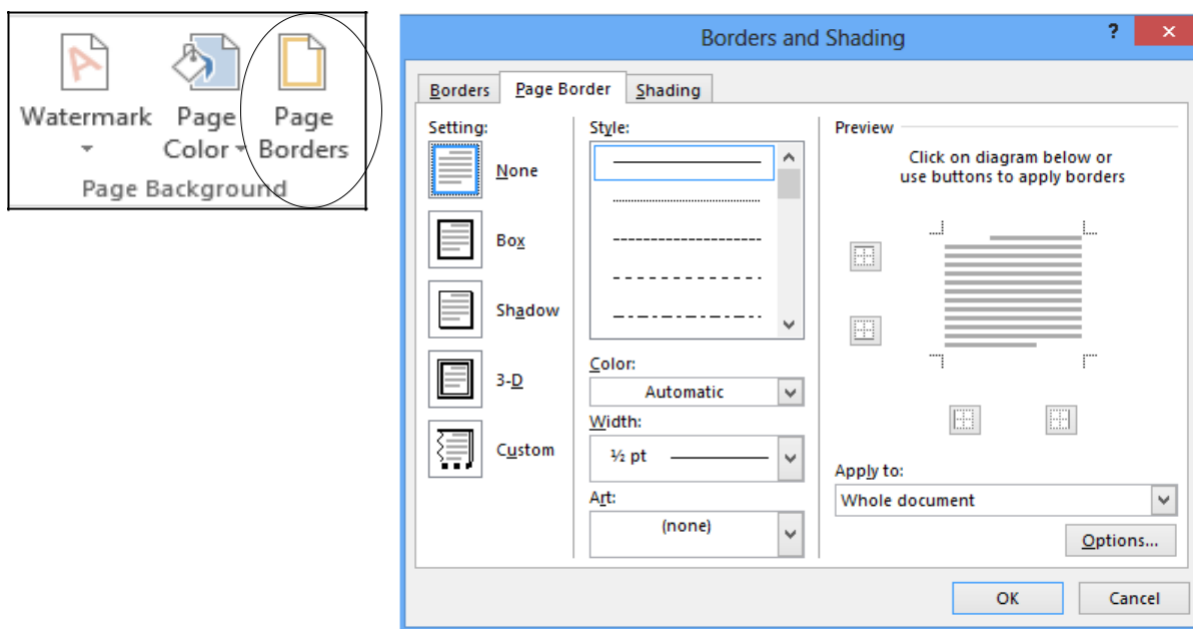 Watermark Page Page
Color Borders
Page Background
Borders and Shading
?
Borders Page Border Shading
Setting:
None
Box
Shadow
3-D
Custom
Style:
Color:
Automatic
Width:
½ pt
Art:
(none)
Preview
Click on diagram below or
use buttons to apply borders
Apply to:
Whole document
Options...
OK Cancel